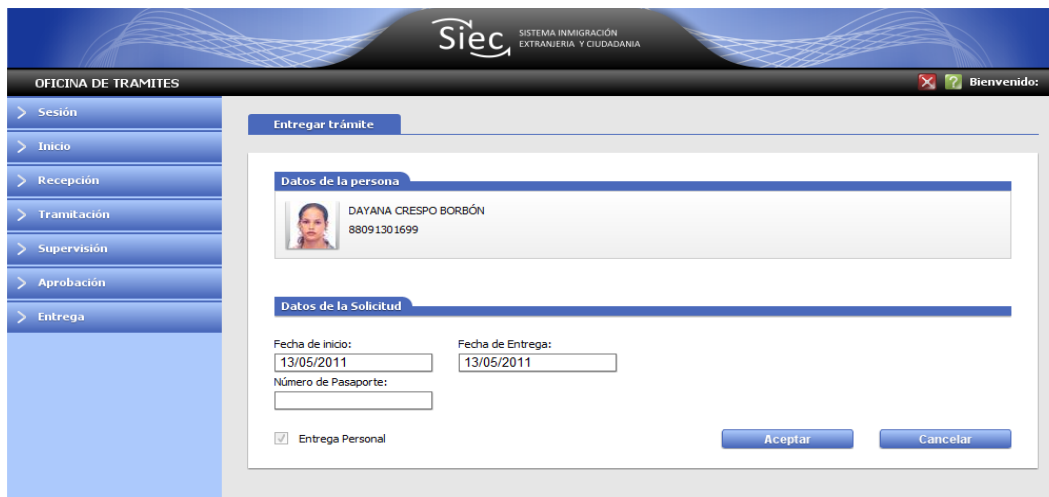 Siec
SISTEMA INMIGRACIÓN
EXTRANJERIA Y CIUDADANIA
OFICINA DE TRAMITES
Bienvenido:
Sesión
Inicio
Recepción
Tramitación
Supervisión
Aprobación
Entrega
Entregar trámite
Datos de la persona
DAYANA CRESPO BORBÓN
88091301699
Datos de la Solicitud
Fecha de inicio: Fecha de Entrega:
13/05/2011 13/05/2011
Número de Pasaporte:
Entrega Personal
Aceptar Cancelar